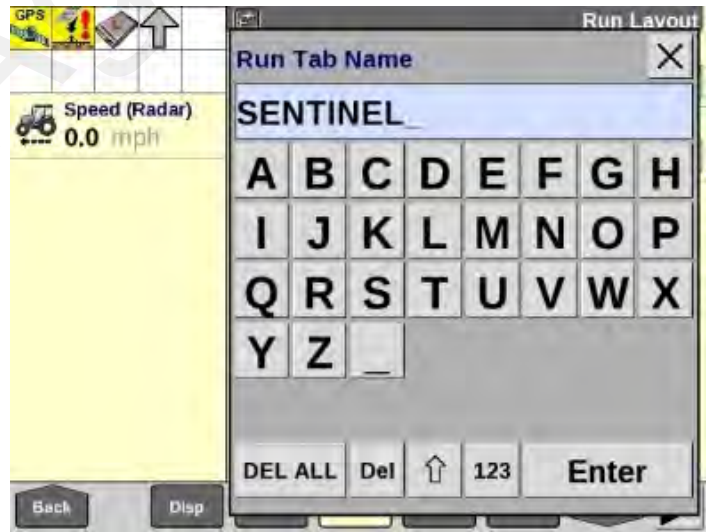 GPS
Run Layout
Run Tab Name
Speed (Radar)
0.0 mph
SENTINEL_
A B C D E F G H
I J K L M N O P
Q R S T U V W X
Y Z _
DEL ALL Del 123 Enter
Back Disp